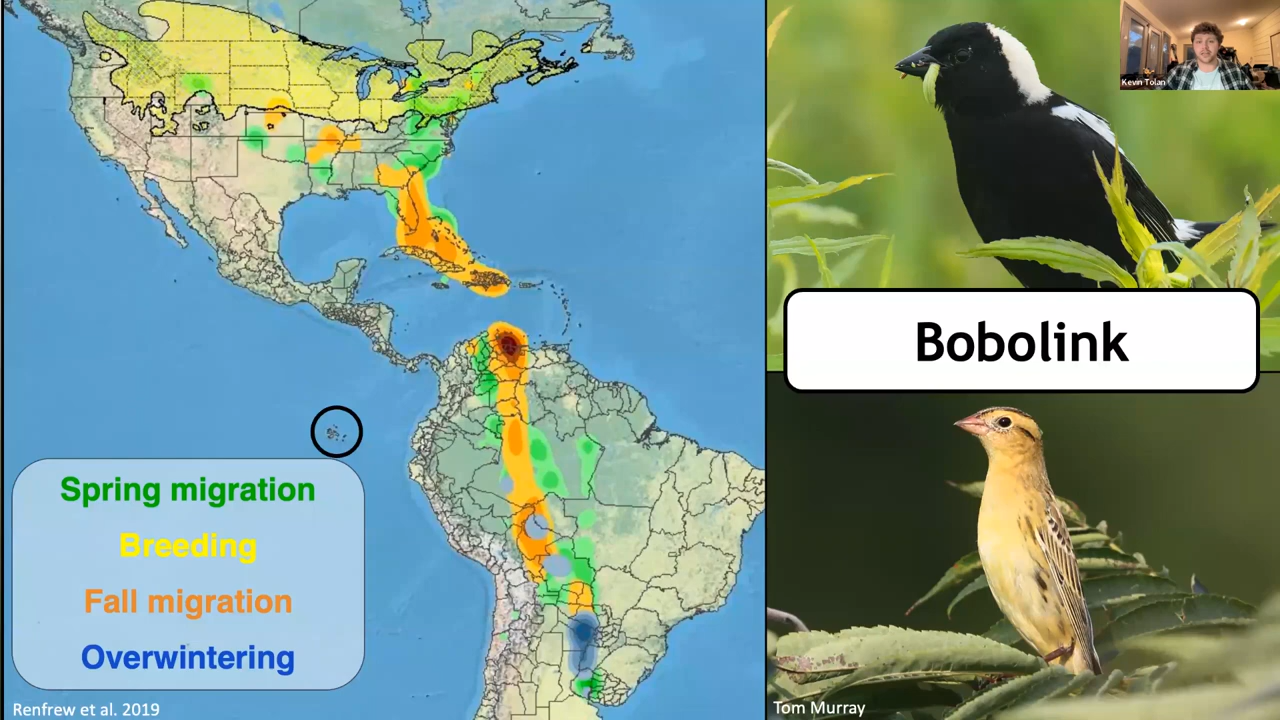 Kevin Tolan
Bobolink
Spring migration
Breeding
Fall migration
Overwintering
Renfrew et al. 2019
Tom Murray